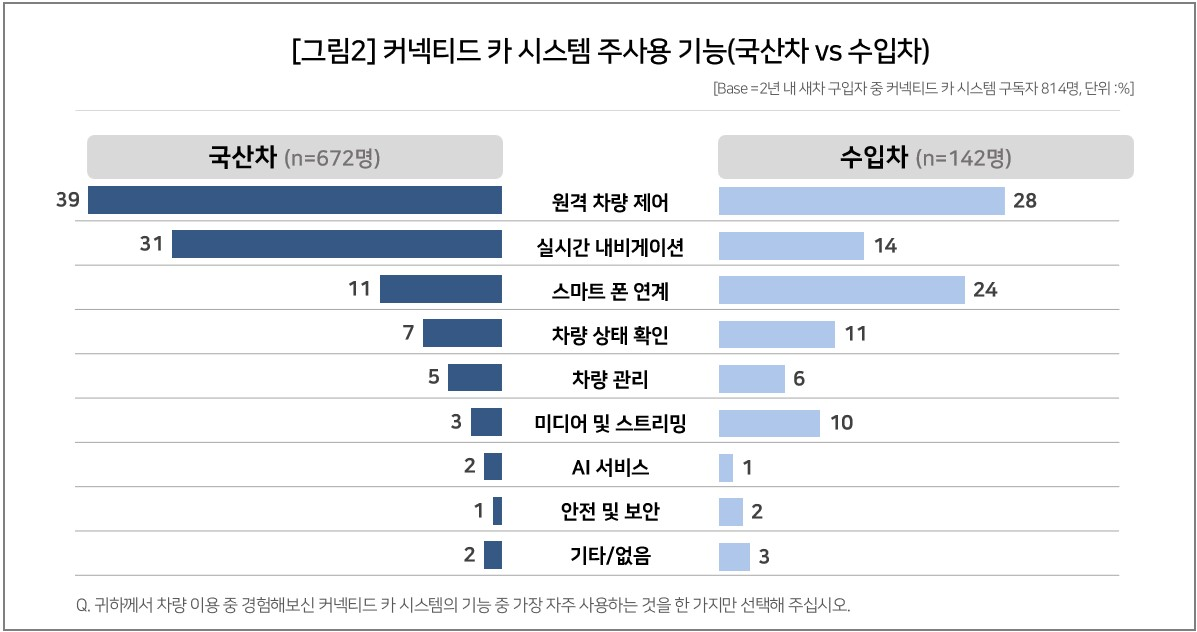 [그림2] 커넥티드 카 시스템 주사용 기능(국산차 vs 수입차)
[Base =2년 내 새차 구입자 중 커넥티드 카 시스템 구독자 814명, 단위 :%]
국산차 (n=672명) 수입차 (n=142명)
39 원격 차량 제어 28
31 실시간 내비게이션 14
11 스마트 폰 연계 24
7 차량 상태 확인 11
5 차량 관리 6
3 미디어 및 스트리밍 10
2 AI 서비스 1
1 안전 및 보안 2
2 기타/없음 3
Q. 귀하께서 차량 이용 중 경험해보신 커넥티드 카 시스템의 기능 중 가장 자주 사용하는 것을 한 가지만 선택해 주십시오.